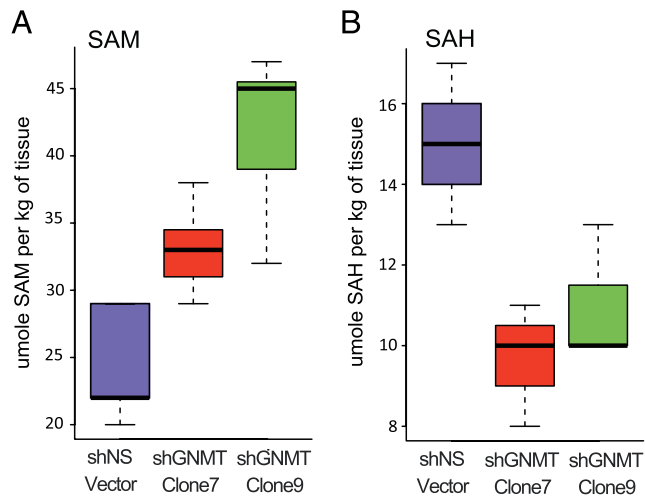 A
SAM
umole SAM per kg of tissue
45
40
35
30
25
20
shNS
Vector
shGNMT
Clone7
shGNMT
Clone9
B
SAH
umole SAH per kg of tissue
16
14
12
10
8
shNS
Vector
shGNMT
Clone7
shGNMT
Clone9